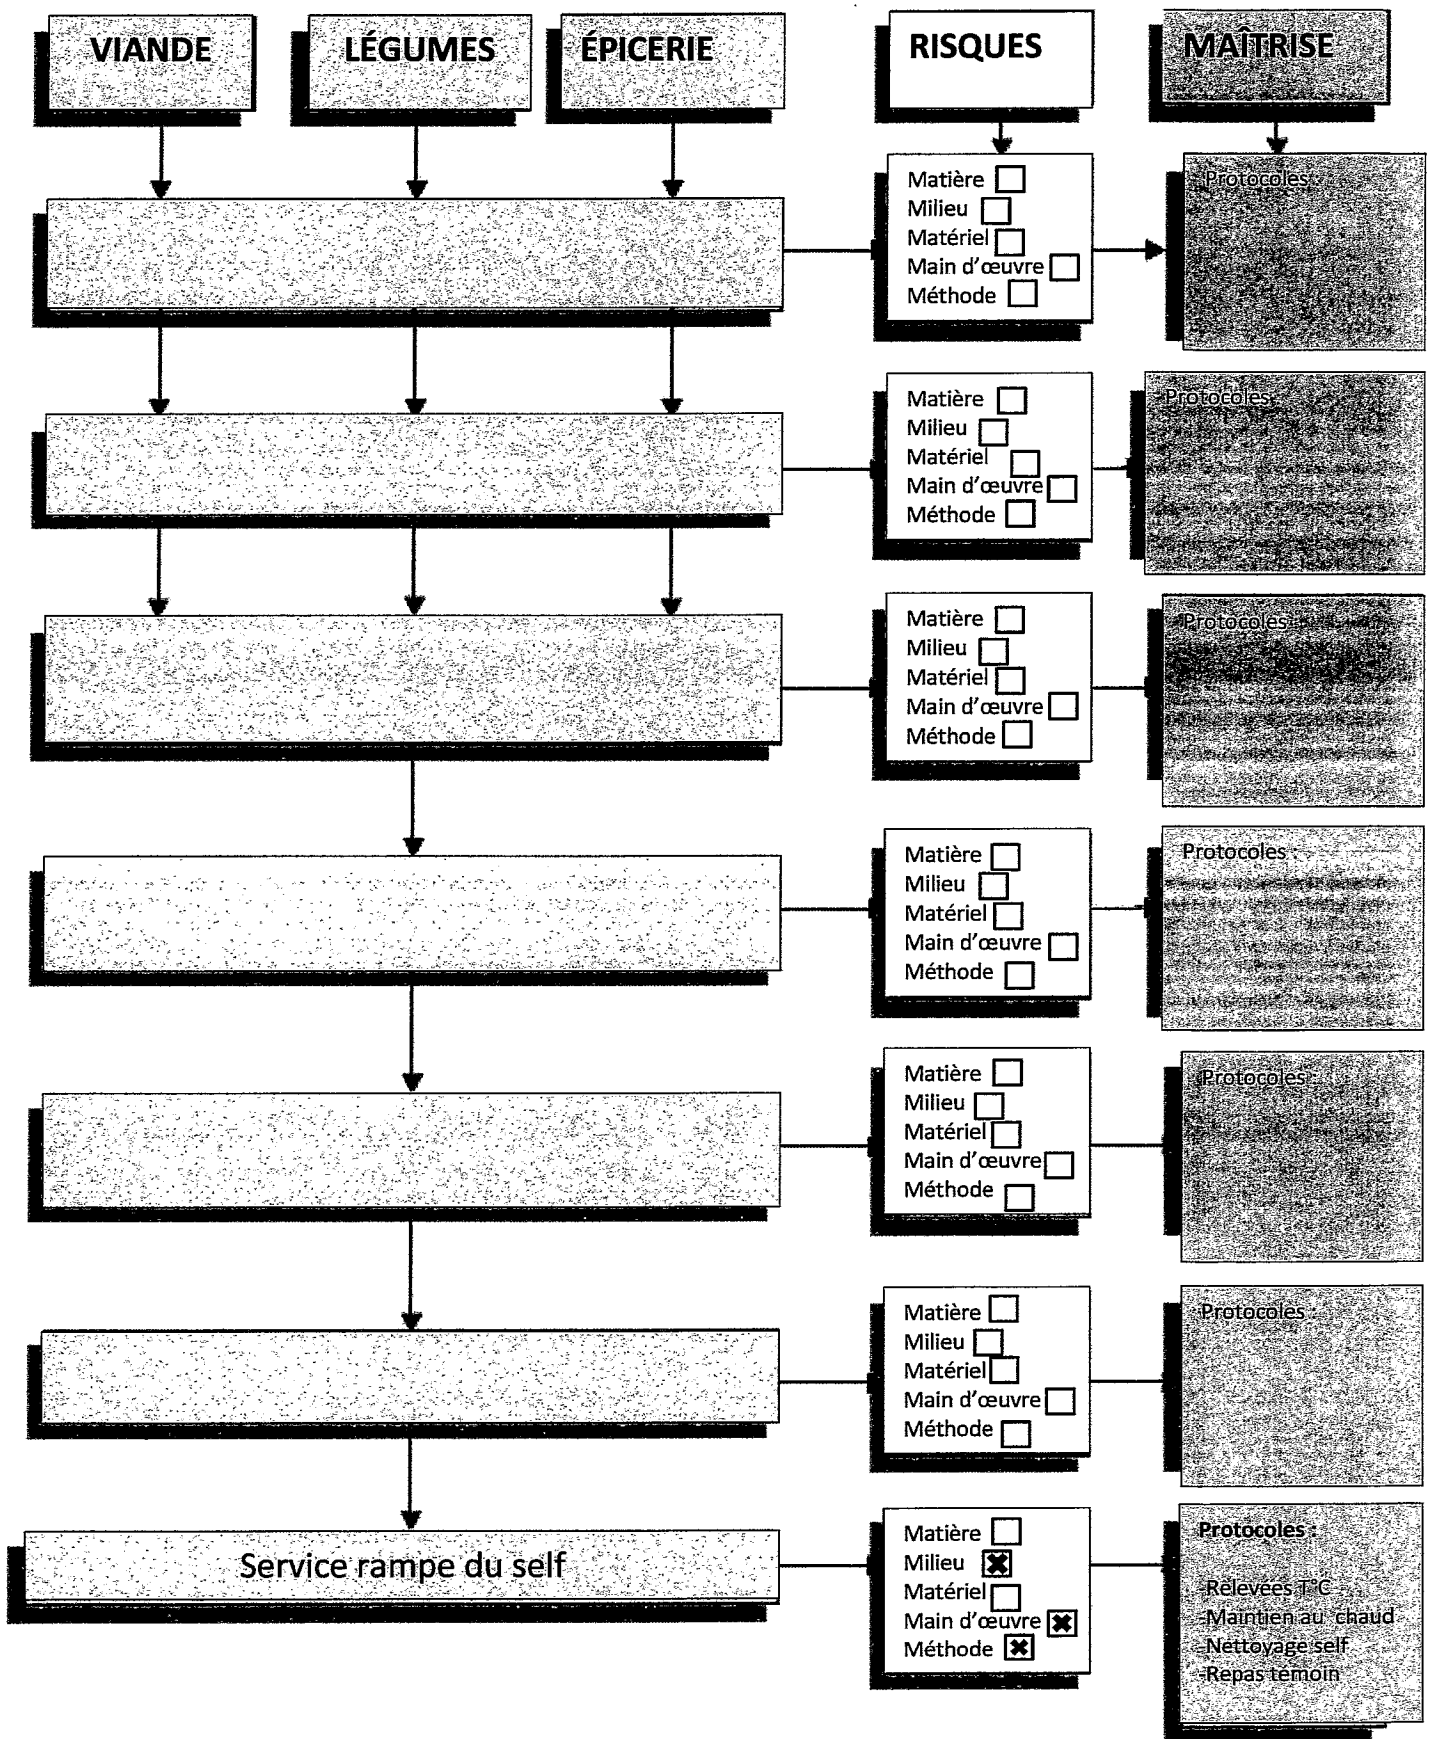 VIANDE
LÉGUMES
ÉPICERIE
RISQUES
MAÎTRISE
Matière
Milieu
Matériel
Main d'œuvre
Méthode
Protocoles :
Matière
Milieu
Matériel
Main d'œuvre
Méthode
Protocoles
Matière
Milieu
Matériel
Main d'œuvre
Méthode
Protocoles :
Matière
Milieu
Matériel
Main d'œuvre
Méthode
Protocoles :
Matière
Milieu
Matériel
Main d'œuvre
Méthode
Protocoles :
Matière
Milieu
Matériel
Main d'œuvre
Méthode
Protocoles :
Service rampe du self
Matière
Milieu ✖
Matériel
Main d'œuvre ✖
Méthode ✖
Protocoles :
-Relevées T°C
-Maintien au chaud
-Nettoyage self
-Repas témoin